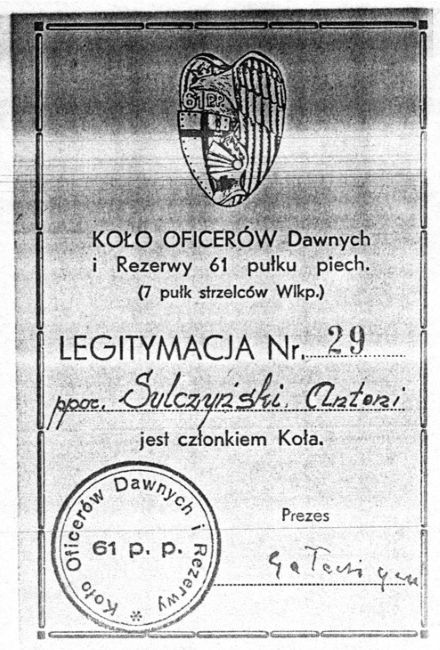 61 P.P.
KOŁO OFICERÓW Dawnych
i Rezerwy 61 pułku piech.
(7 pułk strzelców Wlkp.)
LEGITYMACJA Nr. 29
ppor. Sulczyński Antoni
jest członkiem Koła.
Koło Oficerów Dawnych i Rezerwy *
61 p. p.
Prezes